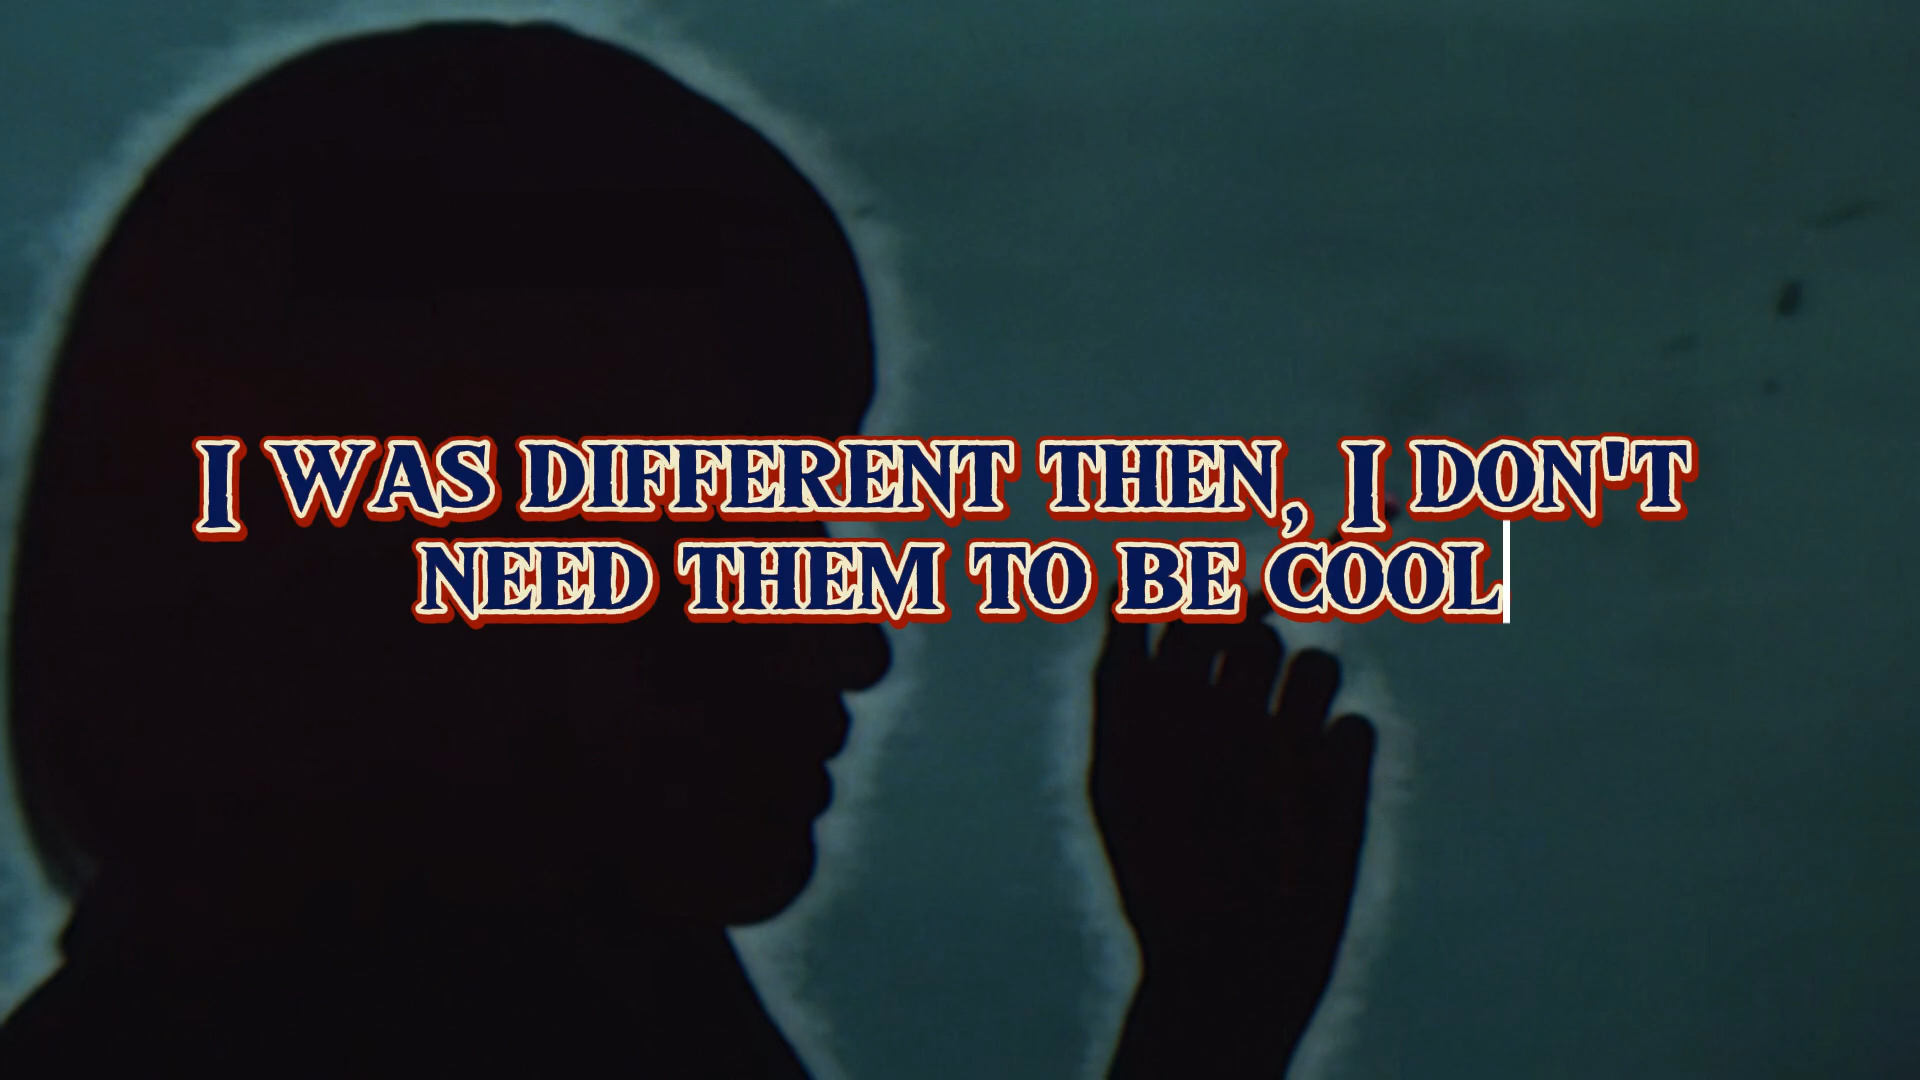 I WAS DIFFERENT THEN, I DON'T
NEED THEM TO BE COOL